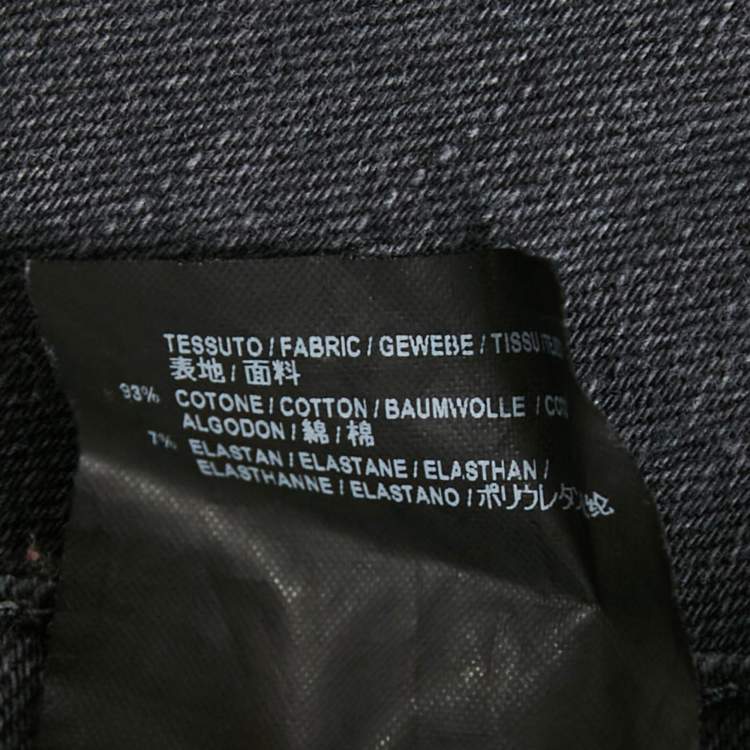 TESSUTO / FABRIC / GEWEBE / TISSU
表地 / 面料
93% COTONE / COTTON / BAUMWOLLE /
ALGODON / 綿 / 棉
7% ELASTAN / ELASTANE / ELASTHAN /
ELASTHANNE / ELASTANO / ポリウレタン